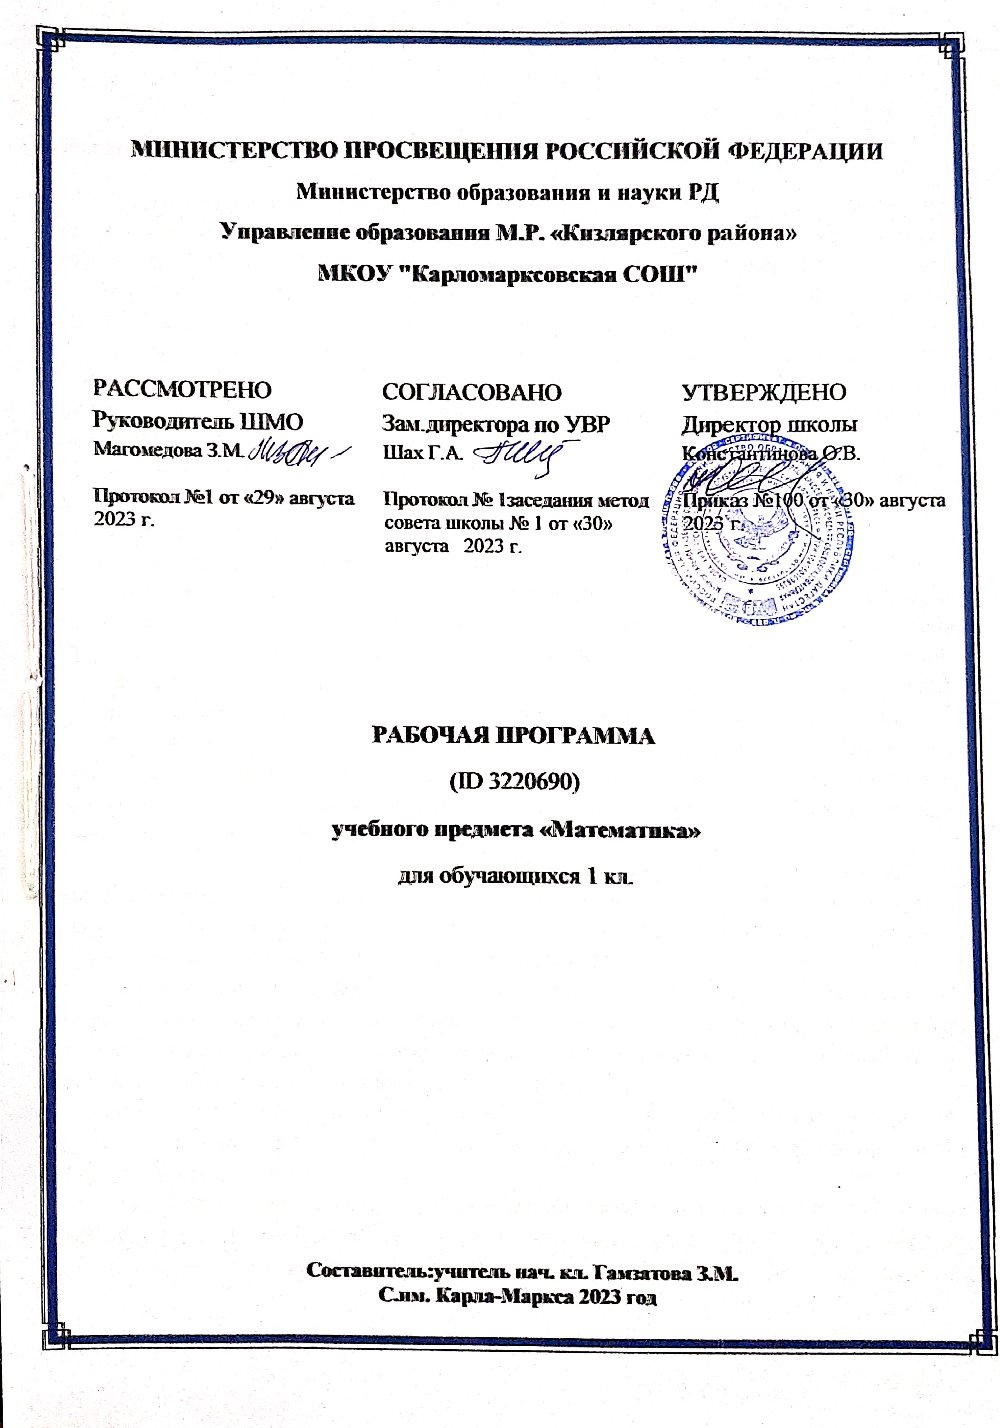 МИНИСТЕРСТВО ПРОСВЕЩЕНИЯ РОССИЙСКОЙ ФЕДЕРАЦИИ
Министерство образования и науки РД
Управление образования М.Р. «Кизлярского района»
МКОУ "Карломарксовская СОШ"
РАССМОТРЕНО
Руководитель ШМО
Магомедова З.М.
Протокол №1 от «29» августа
2023 г.
СОГЛАСОВАНО
Зам.директора по УВР
Шах Г.А.
Протокол № 1заседания метод
совета школы № 1 от «30»
августа 2023 г.
УТВЕРЖДЕНО
Директор школы
Константинова О.В.
Приказ №100 от «30» августа
2023 г.
РАБОЧАЯ ПРОГРАММА
(ID 3220690)
учебного предмета «Математика»
для обучающихся 1 кл.
Составитель:учитель нач. кл. Гамзатова З.М.
С.им. Карла-Маркса 2023 год